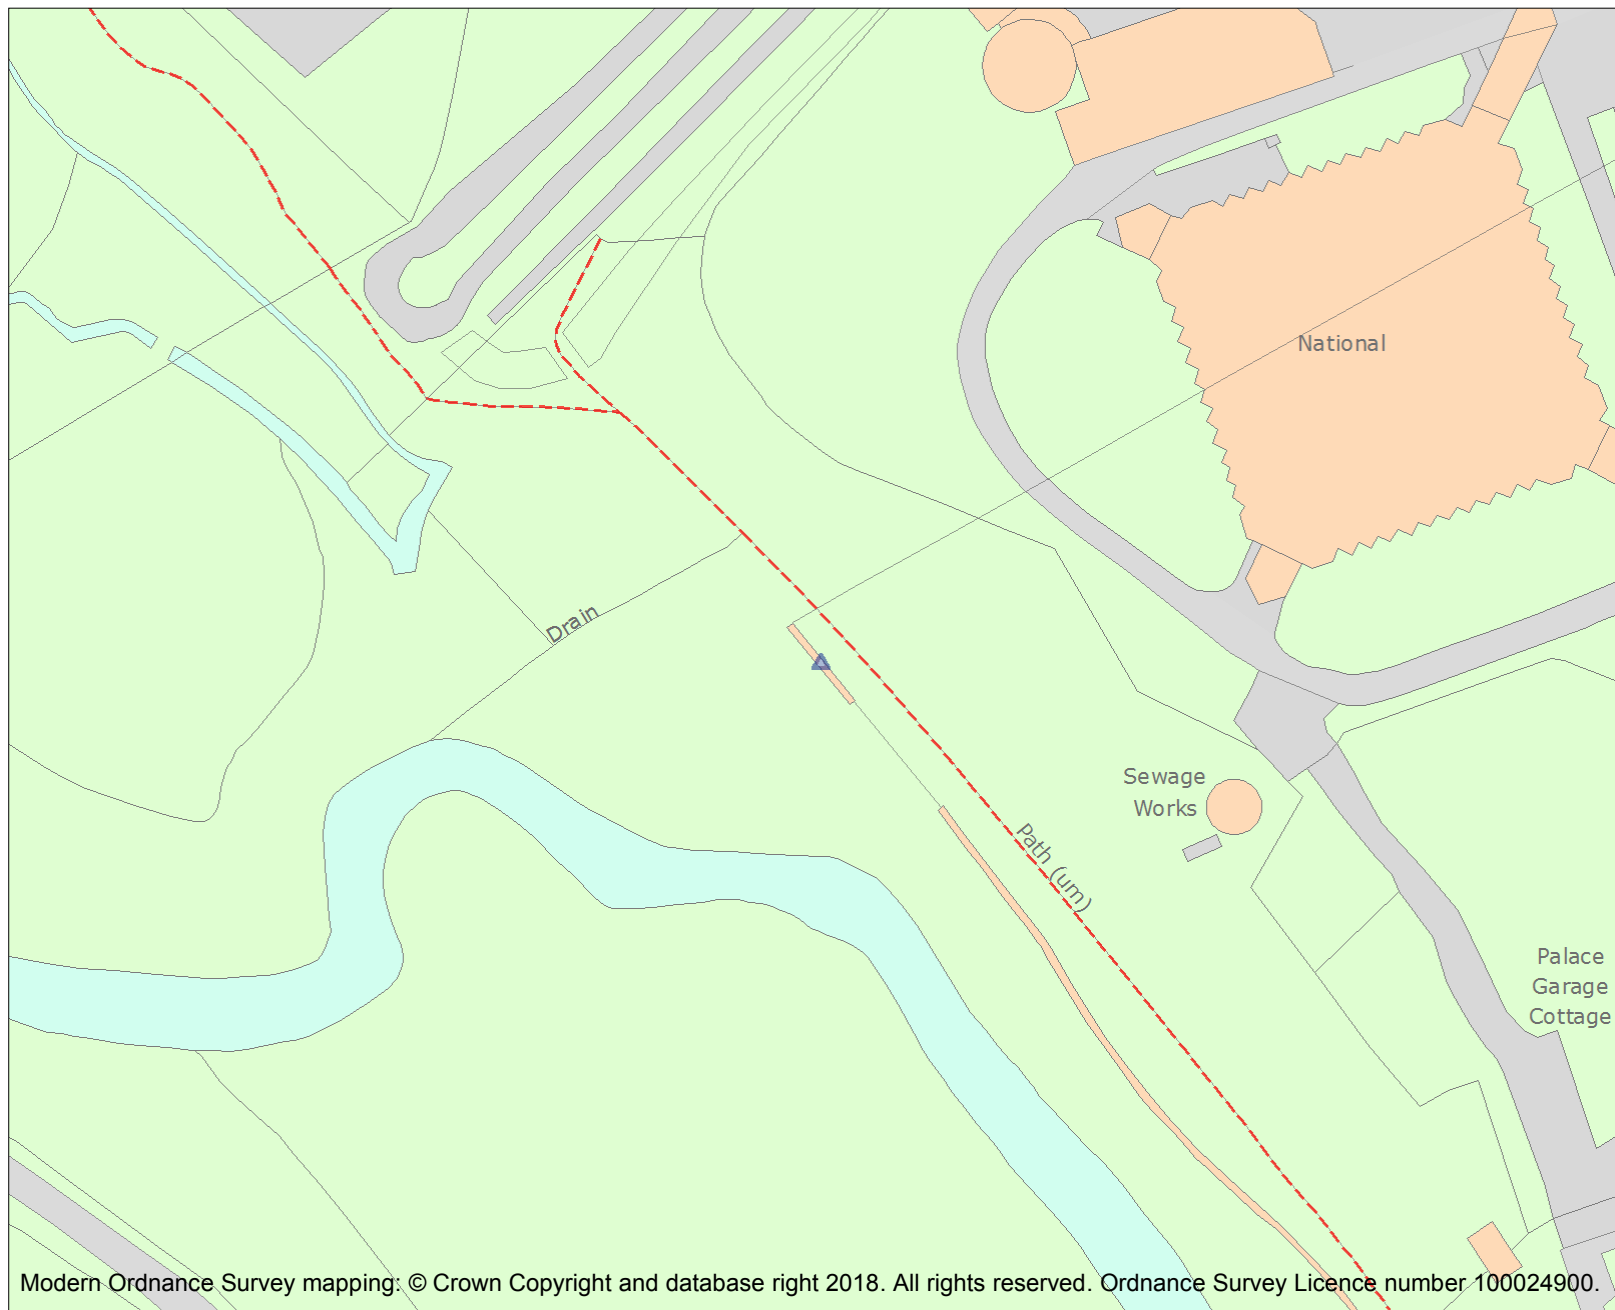 National
Drain
Sewage
Works
Path (um)
Palace
Garage
Cottage
Modern Ordnance Survey mapping: © Crown Copyright and database right 2018. All rights reserved. Ordnance Survey Licence number 100024900.